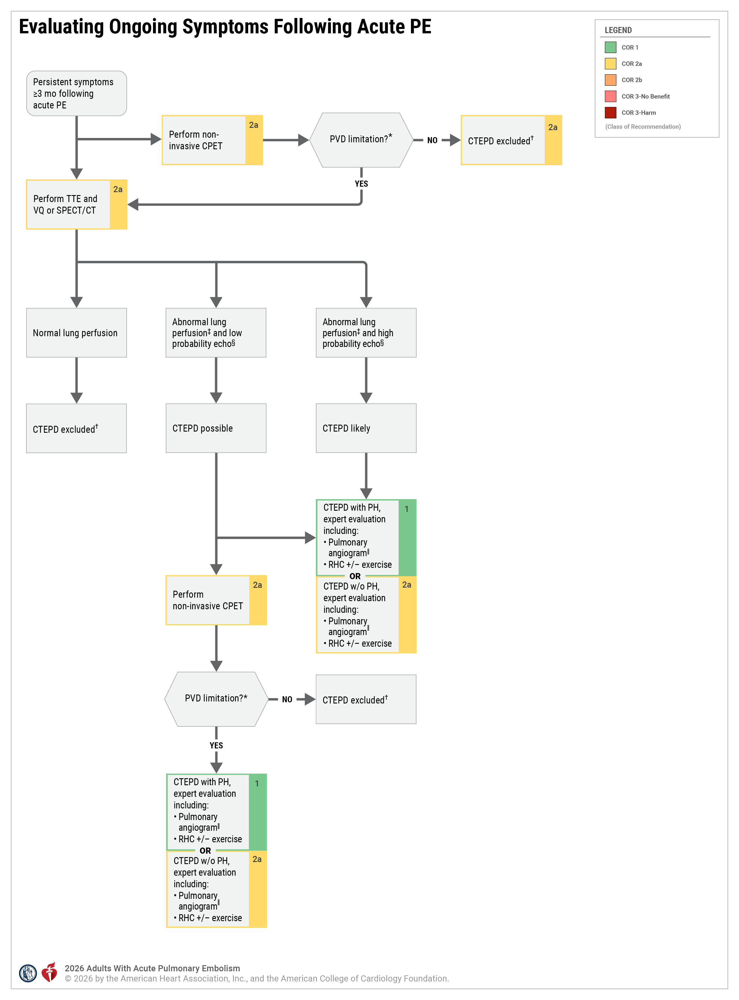 Evaluating Ongoing Symptoms Following Acute PE
LEGEND
COR 1
COR 2a
COR 2b
COR 3-No Benefit
COR 3-Harm
(Class of Recommendation)
Persistent symptoms
≥3 mo following
acute PE
Perform non-
invasive CPET
2a
PVD limitation?*
NO
CTEPD excluded†
2a
YES
Perform TTE and
VQ or SPECT/CT
2a
Normal lung perfusion
Abnormal lung
perfusion‡ and low
probability echo§
Abnormal lung
perfusion‡ and high
probability echo§
CTEPD excluded†
CTEPD possible
CTEPD likely
CTEPD with PH,
expert evaluation
including:
• Pulmonary
angiogram‖
• RHC +/− exercise
1
OR
CTEPD w/o PH,
expert evaluation
including:
• Pulmonary
angiogram‖
• RHC +/− exercise
2a
Perform
non-invasive CPET
2a
PVD limitation?*
NO
CTEPD excluded†
YES
CTEPD with PH,
expert evaluation
including:
• Pulmonary
angiogram‖
• RHC +/− exercise
1
OR
CTEPD w/o PH,
expert evaluation
including:
• Pulmonary
angiogram‖
• RHC +/− exercise
2a
2026 Adults With Acute Pulmonary Embolism
© 2026 by the American Heart Association, Inc., and the American College of Cardiology Foundation.